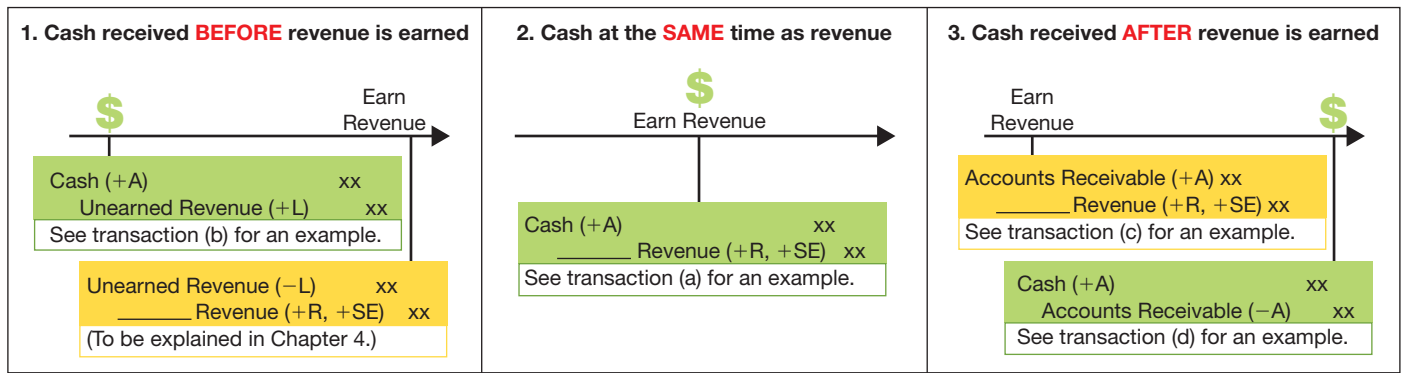 1. Cash received BEFORE revenue is earned
$
Earn
Revenue
Cash (+A) xx
Unearned Revenue (+L) xx
See transaction (b) for an example.
Unearned Revenue (−L) xx
______ Revenue (+R, +SE) xx
(To be explained in Chapter 4.)
2. Cash at the SAME time as revenue
$
Earn Revenue
Cash (+A) xx
______ Revenue (+R, +SE) xx
See transaction (a) for an example.
3. Cash received AFTER revenue is earned
Earn
Revenue
$
Accounts Receivable (+A) xx
______ Revenue (+R, +SE) xx
See transaction (c) for an example.
Cash (+A) xx
Accounts Receivable (−A) xx
See transaction (d) for an example.